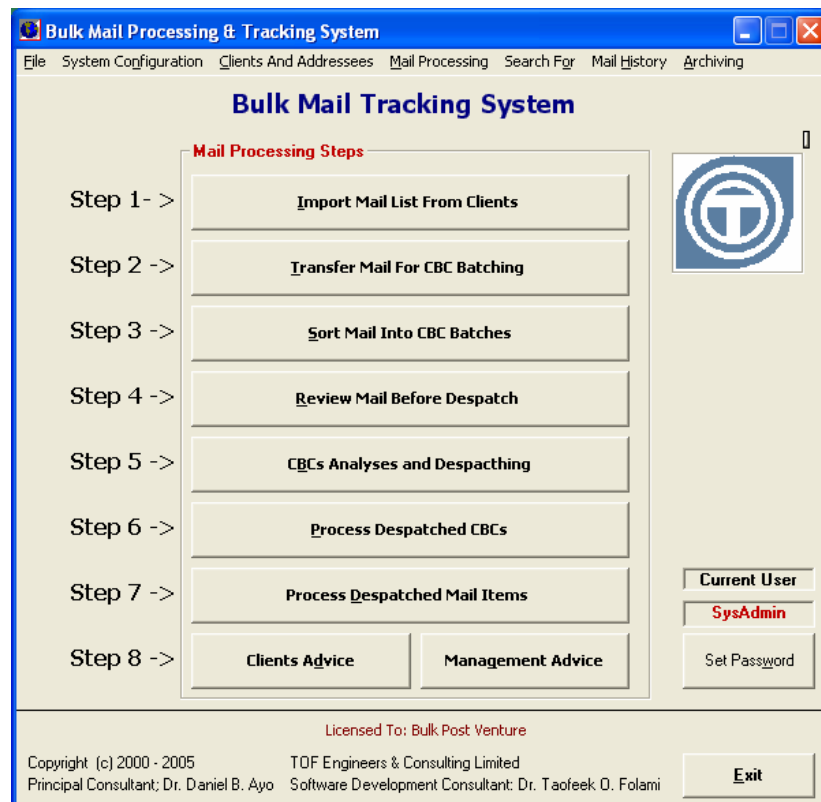 Bulk Mail Processing & Tracking System
File System Configuration Clients And Addressees Mail Processing Search For Mail History Archiving
Bulk Mail Tracking System
Mail Processing Steps
Step 1- > Import Mail List From Clients
Step 2 -> Transfer Mail For CBC Batching
Step 3 -> Sort Mail Into CBC Batches
Step 4 -> Review Mail Before Despatch
Step 5 -> CBCs Analyses and Despacthing
Step 6 -> Process Despatched CBCs
Step 7 -> Process Despatched Mail Items
Current User
SysAdmin
Step 8 -> Clients Advice Management Advice Set Password
Licensed To: Bulk Post Venture
Copyright (c) 2000 - 2005 TOF Engineers & Consulting Limited
Principal Consultant; Dr. Daniel B. Ayo Software Development Consultant: Dr. Taofeek O. Folami
Exit